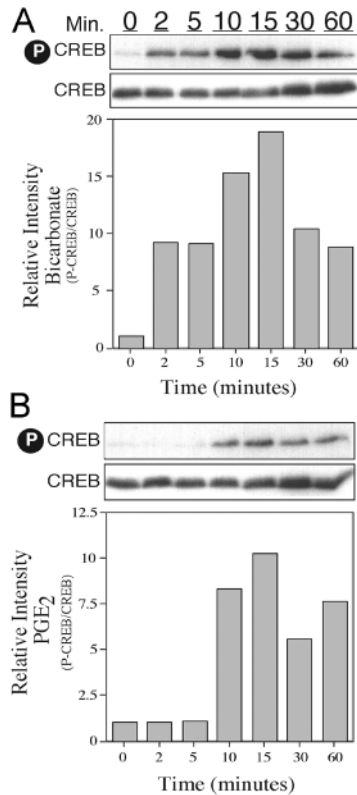 A Min. 0 2 5 10 15 30 60
P CREB
CREB
20
15
10
5
0
Relative Intensity
Bicarbonate
(P-CREB/CREB)
0 2 5 10 15 30 60
Time (minutes)
B
P CREB
CREB
12.5
10
7.5
5
2.5
0
Relative Intensity
PGE2
(P-CREB/CREB)
0 2 5 10 15 30 60
Time (minutes)